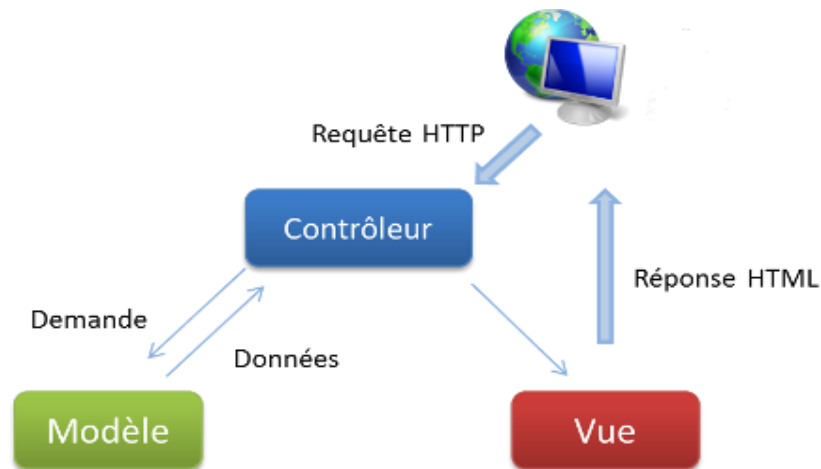 Requête HTTP
Contrôleur
Réponse HTML
Demande
Données
Modèle
Vue